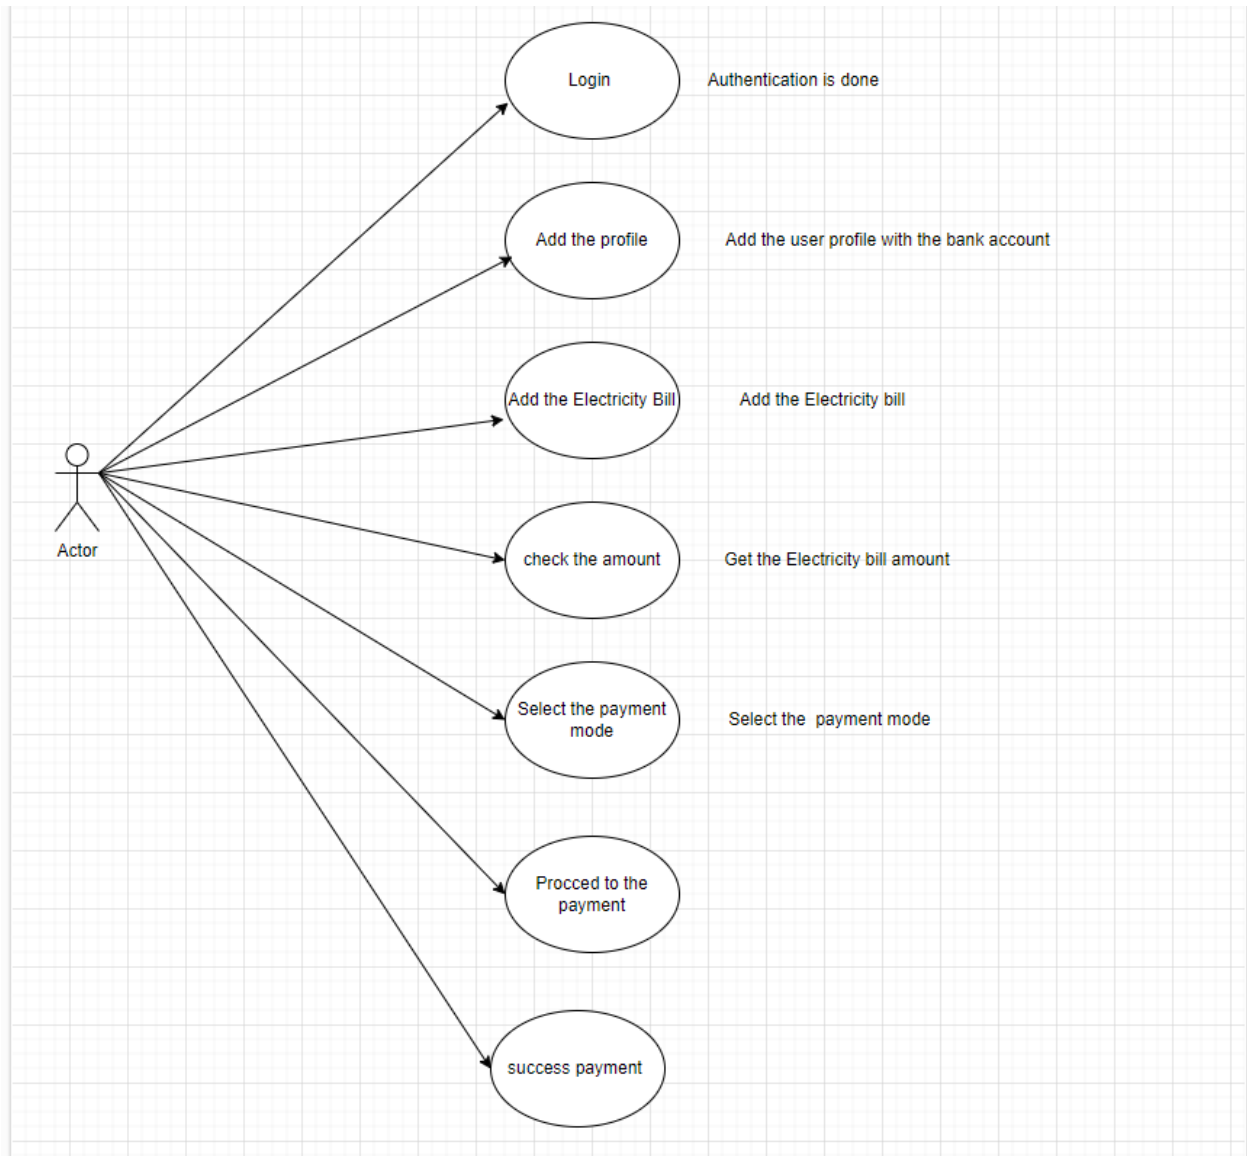 Login
Authentication is done
Add the profile
Add the user profile with the bank account
Add the Electricity Bill
Add the Electricity bill
Actor
check the amount
Get the Electricity bill amount
Select the payment
mode
Select the  payment mode
Procced to the
payment
success payment